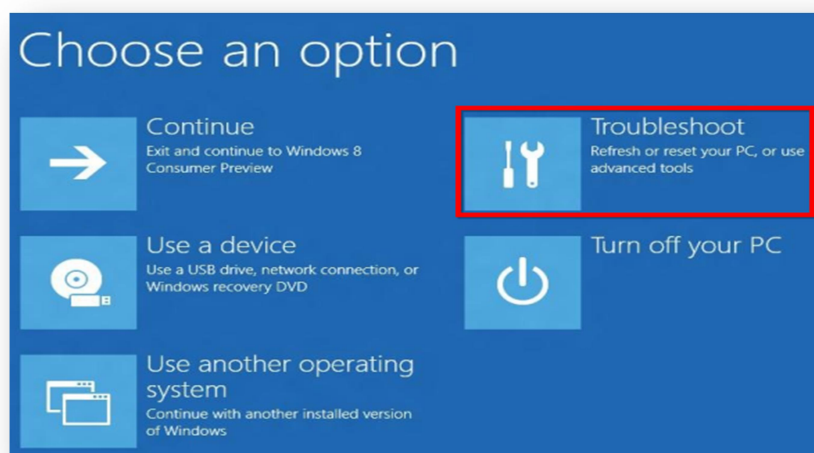 Choose an option
Continue
Exit and continue to Windows 8
Consumer Preview
Troubleshoot
Refresh or reset your PC, or use
advanced tools
Use a device
Use a USB drive, network connection, or
Windows recovery DVD
Turn off your PC
Use another operating
system
Continue with another installed version
of Windows